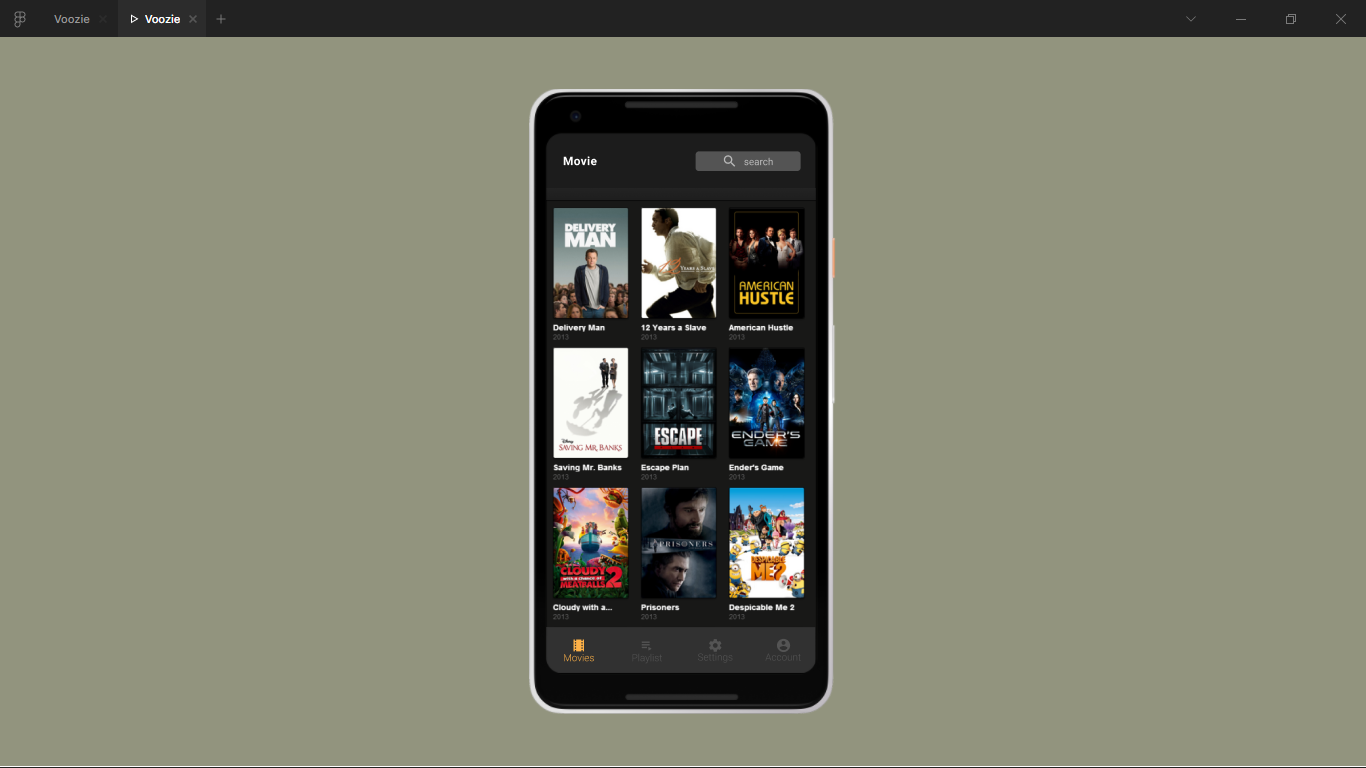 Voozie
Voozie
Movie
search
DELIVERY
MAN
YEARS A SLAVE
AMERICAN
HUSTLE
Delivery Man
12 Years a Slave
American Hustle
2013
2013
2013
Disney
SAVING MR. BANKS
ESCAPE
ENDER'S
GAME
Saving Mr. Banks
Escape Plan
Ender's Game
2013
2013
2013
CLOUDY
WITH A CHANCE OF
MEATBALLS 2
PRISONERS
DESPICABLE
ME 2
Cloudy with a...
Prisoners
Despicable Me 2
2013
2013
2013
Movies
Playlist
Settings
Account